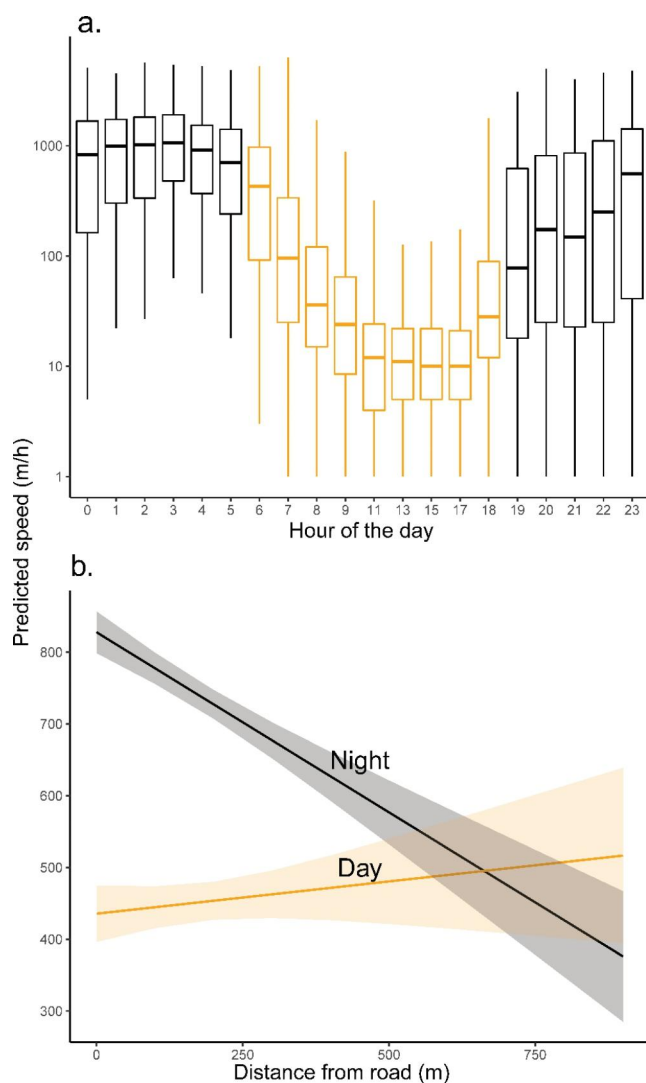 a.
1000
100
10
1
0 1 2 3 4 5 6 7 8 9 11 13 15 17 18 19 20 21 22 23
Hour of the day
Predicted speed (m/h)
b.
800
700
600
500
400
300
Night
Day
0 250 500 750
Distance from road (m)